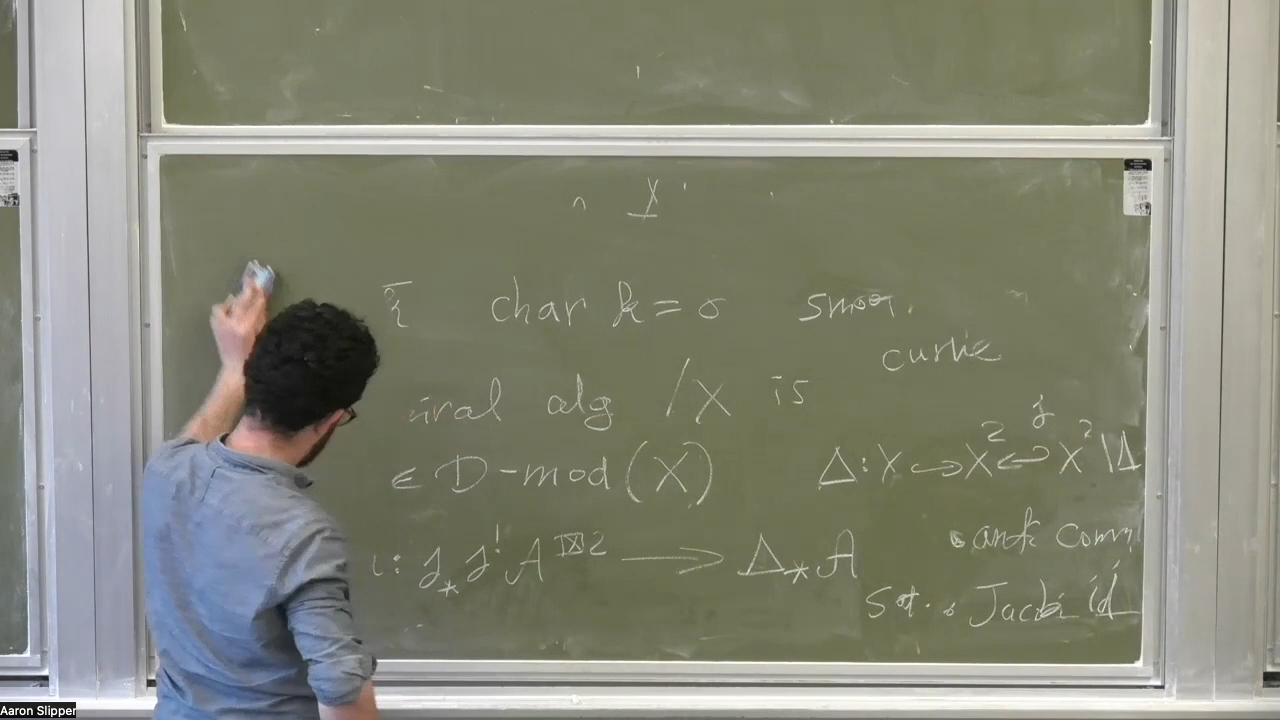 X
k̄ char k = 0 smoo.
curve
iral alg /X is
∈ D-mod(X) Δ: X ↪ X² ↩ʲ X²\Δ
ι: j_* j^! A^{⊠2} ⟶ Δ_* A
• anti comm
Sat. • Jacobi id
Aaron Slipper